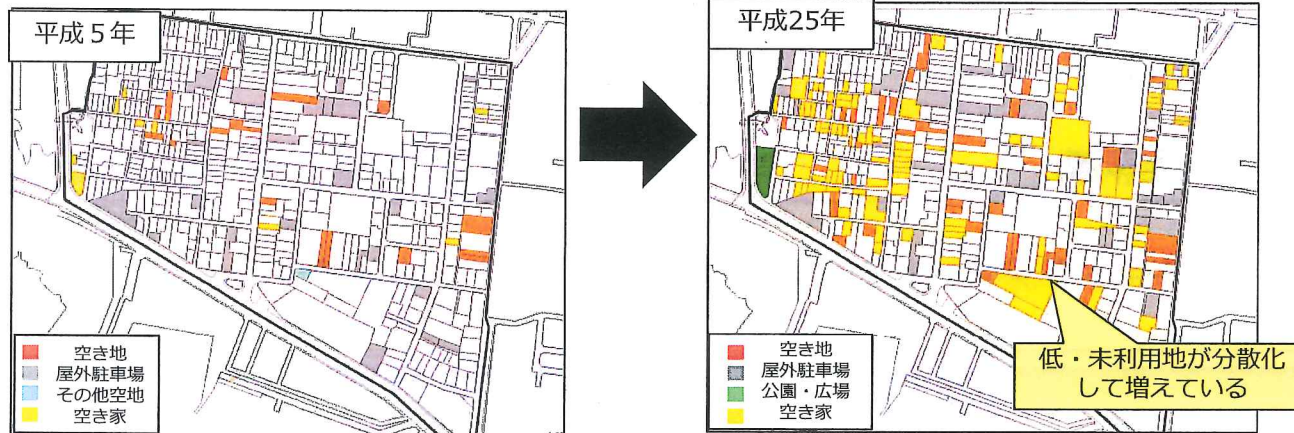 平成５年
空き地
屋外駐車場
その他空地
空き家
平成25年
空き地
屋外駐車場
公園・広場
空き家
低・未利用地が分散化
して増えている